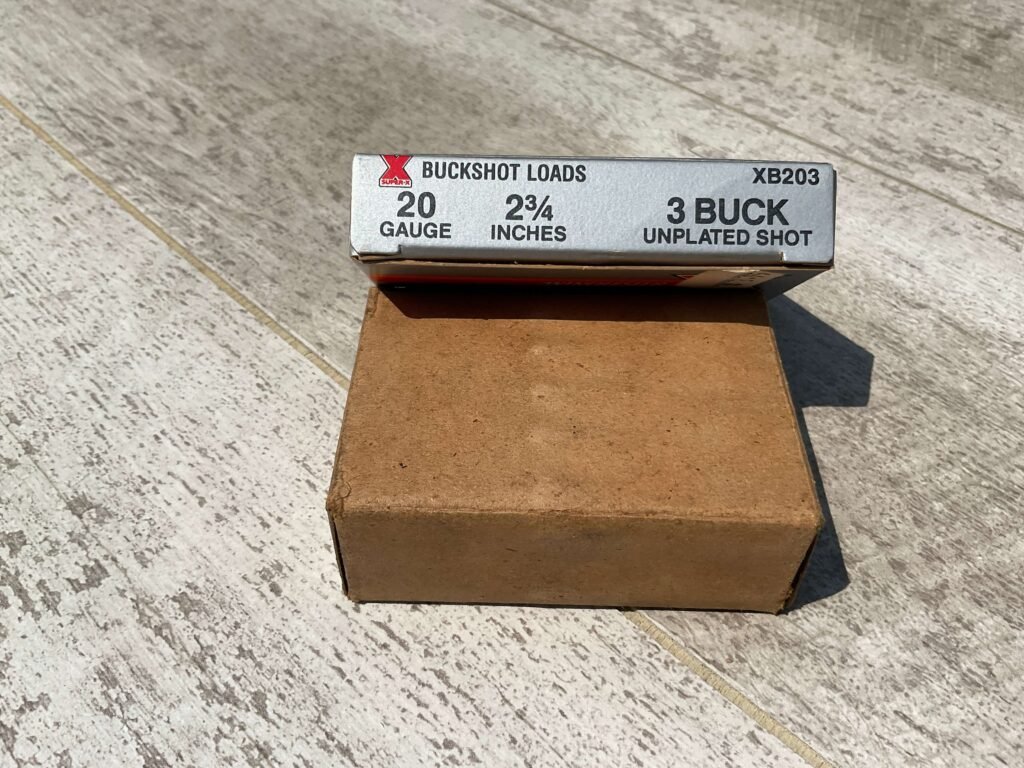 X
SUPER-X
BUCKSHOT LOADS
XB203
20
GAUGE
2¾
INCHES
3 BUCK
UNPLATED SHOT